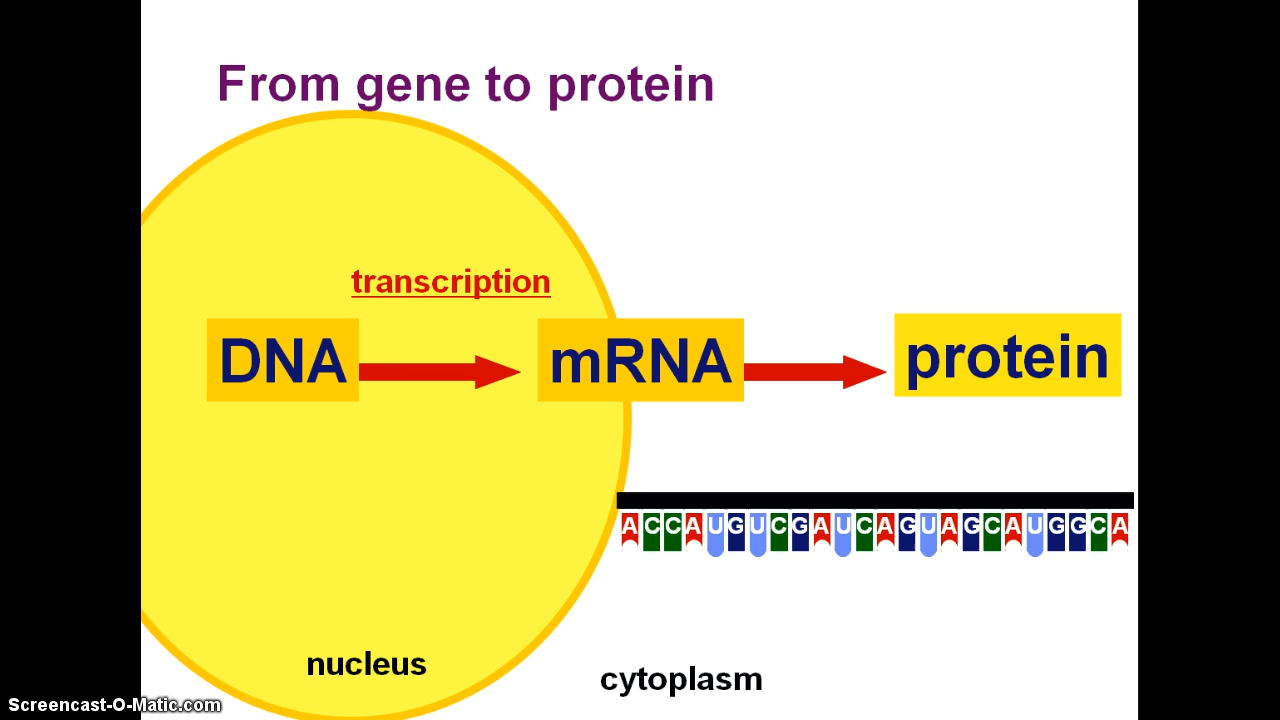 From gene to protein
transcription
DNA mRNA protein
ACCAUGUCGAUCAGUAGCAUGGCA
nucleus
cytoplasm
Screencast-O-Matic.com